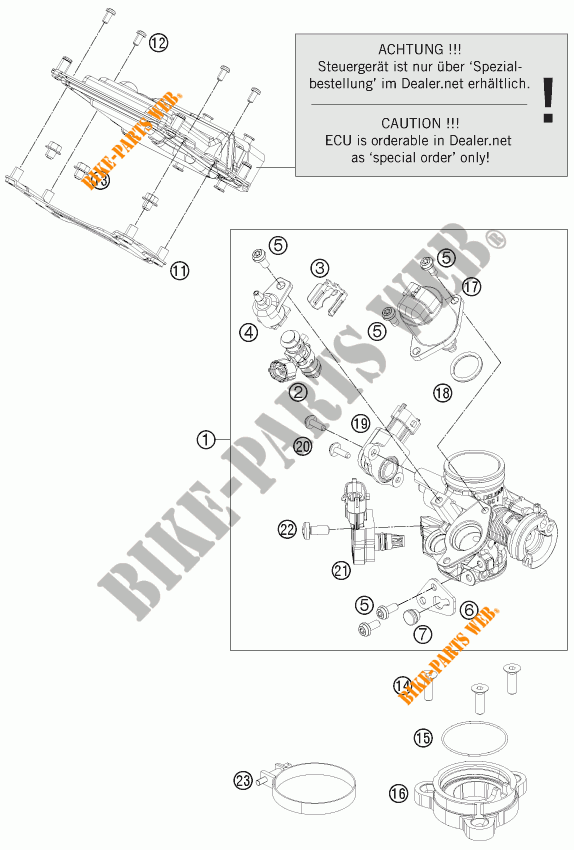 12
ACHTUNG !!!
Steuergerät ist nur über ‘Spezial-
bestellung’ im Dealer.net erhältlich.
CAUTION !!!
ECU is orderable in Dealer.net
as ‘special order’ only!
!
BIKE-PARTS WEB®
13
11
5
3
5
17
4
5
2
18
1
19
20
22
21
5
6
7
BIKE-PARTS WEB®
BIKE-PARTS WEB®
14
15
23
16